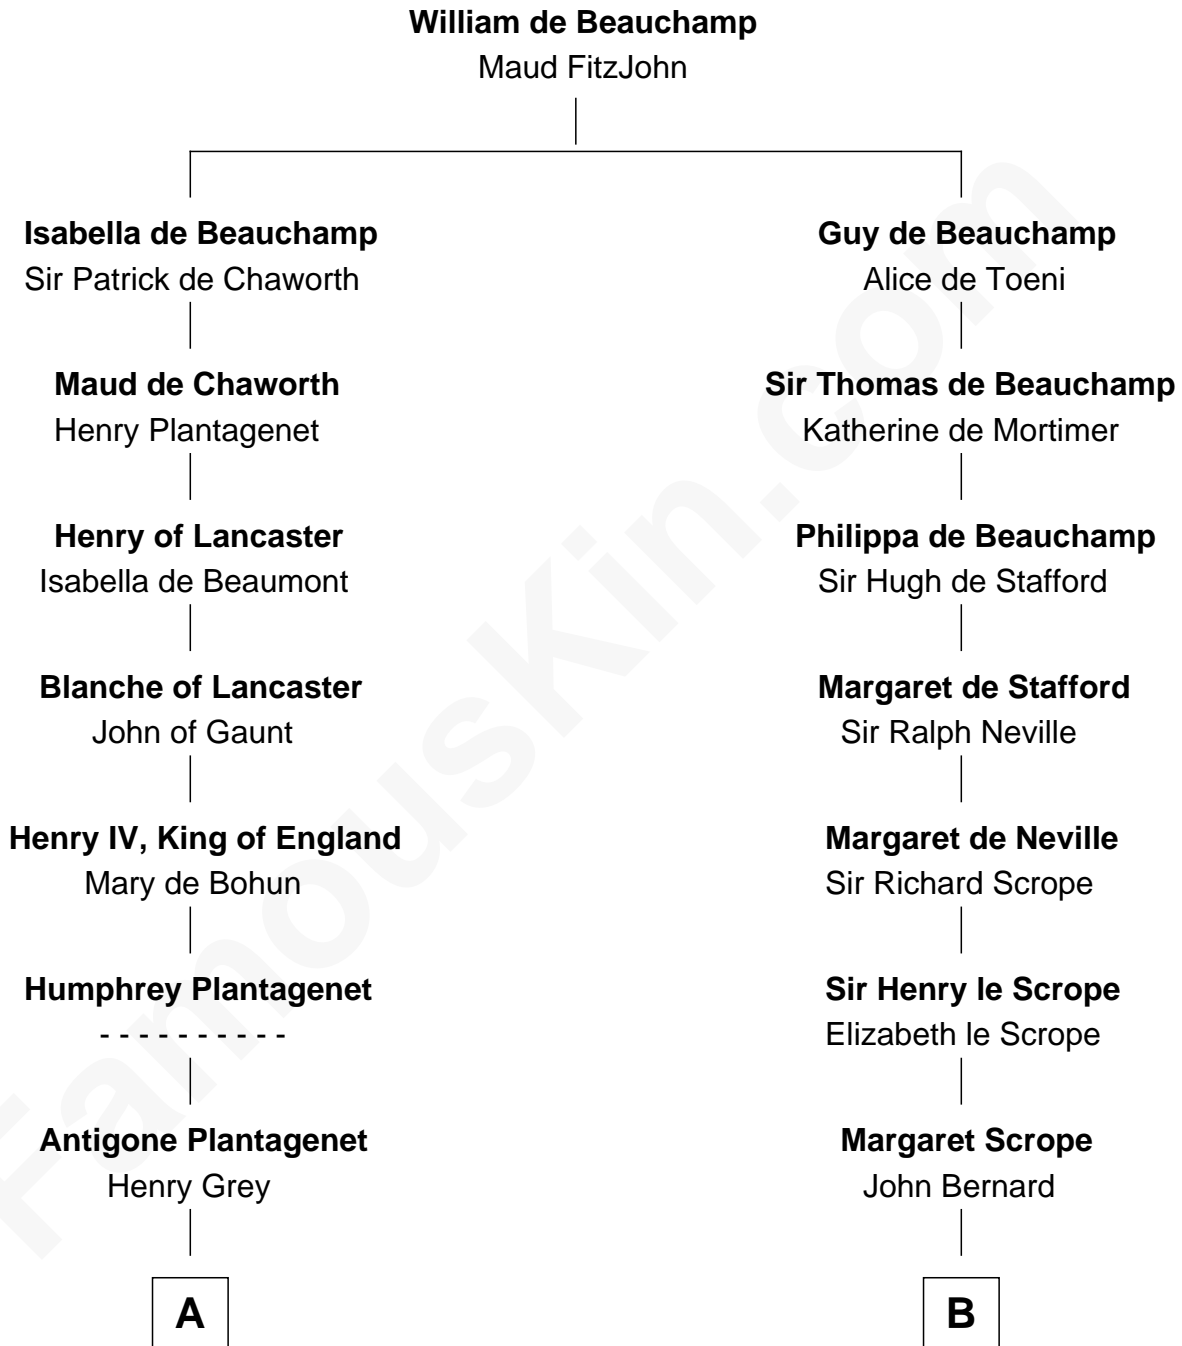 William de Beauchamp
Maud FitzJohn
Isabella de Beauchamp
Sir Patrick de Chaworth
Guy de Beauchamp
Alice de Toeni
Maud de Chaworth
Henry Plantagenet
Sir Thomas de Beauchamp
Katherine de Mortimer
Henry of Lancaster
Isabella de Beaumont
Philippa de Beauchamp
Sir Hugh de Stafford
Blanche of Lancaster
John of Gaunt
Margaret de Stafford
Sir Ralph Neville
Henry IV, King of England
Mary de Bohun
Margaret de Neville
Sir Richard Scrope
Humphrey Plantagenet
- - - - - - - - - -
Sir Henry le Scrope
Elizabeth le Scrope
Antigone Plantagenet
Henry Grey
Margaret Scrope
John Bernard
A
B
FamousKin.com